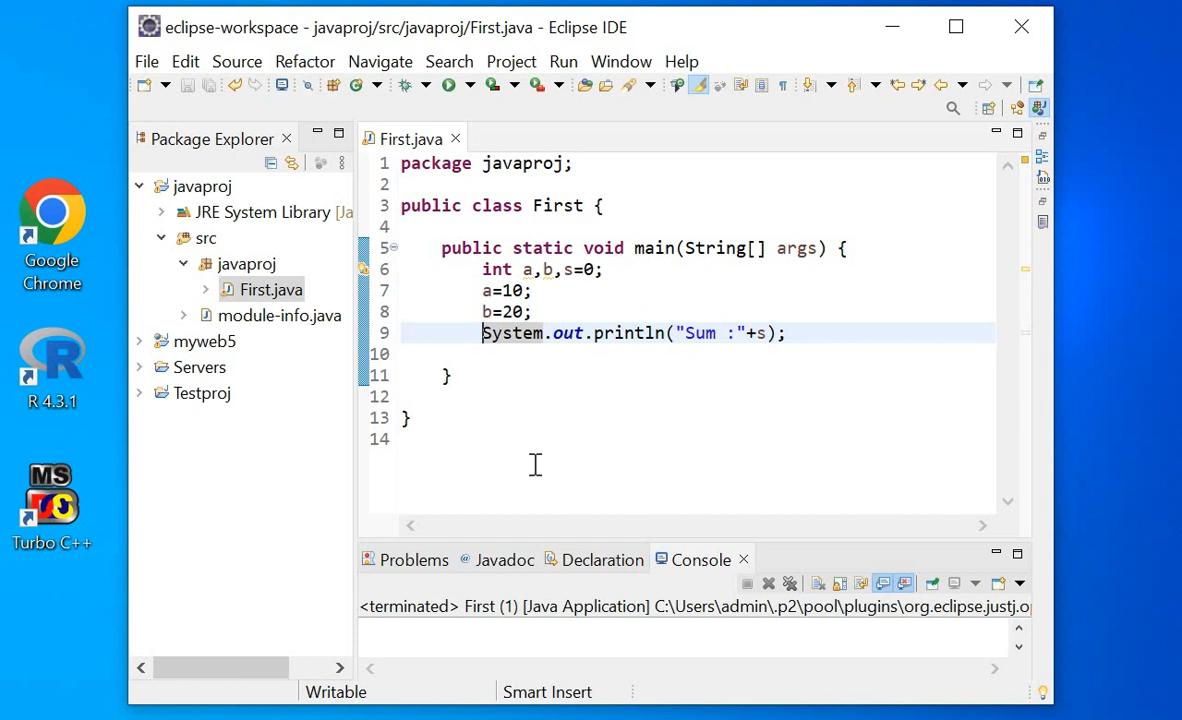 eclipse-workspace - javaproj/src/javaproj/First.java - Eclipse IDE
File Edit Source Refactor Navigate Search Project Run Window Help
Package Explorer
javaproj
JRE System Library [Ja
src
javaproj
First.java
module-info.java
myweb5
Servers
Testproj
First.java
1 package javaproj;
2
3 public class First {
4
5 public static void main(String[] args) {
6 int a,b,s=0;
7 a=10;
8 b=20;
9 System.out.println("Sum :"+s);
10
11 }
12
13 }
14
Problems @ Javadoc Declaration Console
<terminated> First (1) [Java Application] C:\Users\admin\.p2\pool\plugins\org.eclipse.justj.op
Writable Smart Insert
Google
Chrome
R 4.3.1
MS
DOS
Turbo C++